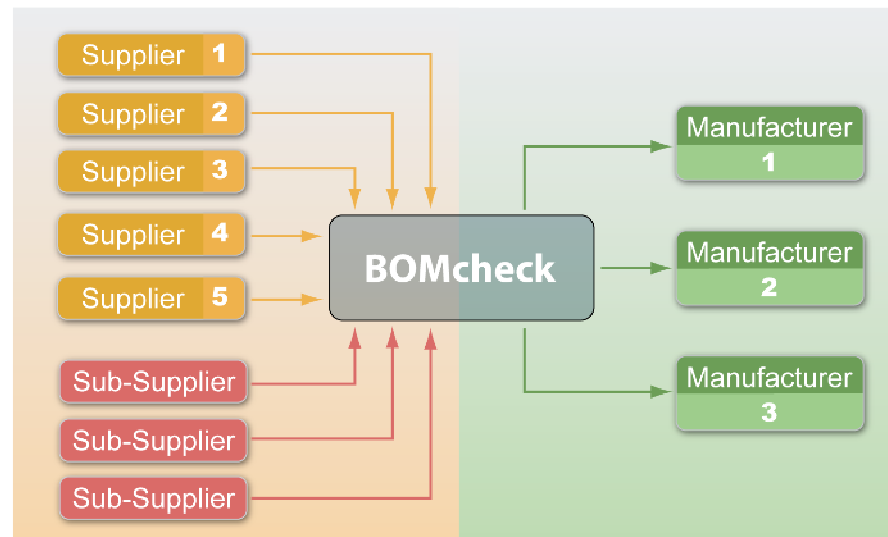 Supplier 1
Supplier 2
Supplier 3
Supplier 4
Supplier 5
Sub-Supplier
Sub-Supplier
Sub-Supplier
BOMcheck
Manufacturer
1
Manufacturer
2
Manufacturer
3